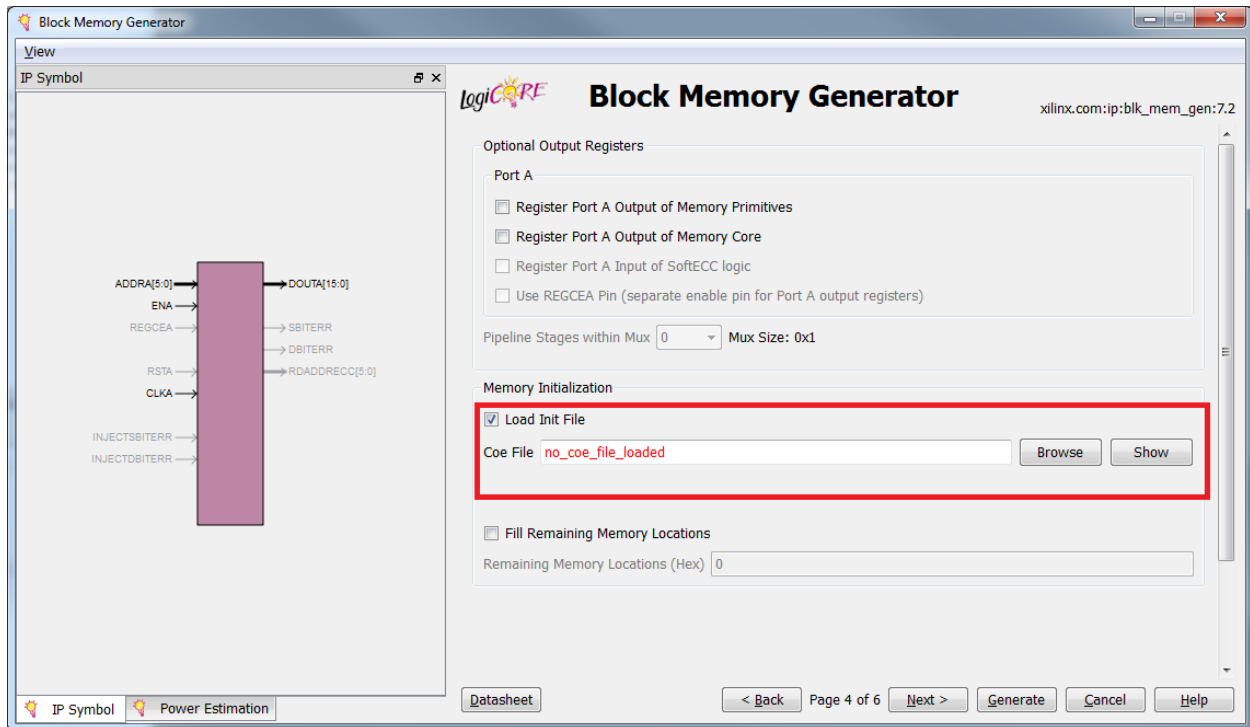 Block Memory Generator
View
IP Symbol
ADDRA[5:0]
DOUTA[15:0]
ENA
REGCEA
SBITERR
DBITERR
RSTA
RDADDRECC[5:0]
CLKA
INJECTSBITERR
INJECTDBITERR
IP Symbol
Power Estimation
LogiCORE
Block Memory Generator
xilinx.com:ip:blk_mem_gen:7.2
Optional Output Registers
Port A
Register Port A Output of Memory Primitives
Register Port A Output of Memory Core
Register Port A Input of SoftECC logic
Use REGCEA Pin (separate enable pin for Port A output registers)
Pipeline Stages within Mux 0 Mux Size: 0x1
Memory Initialization
Load Init File
Coe File no_coe_file_loaded Browse Show
Fill Remaining Memory Locations
Remaining Memory Locations (Hex) 0
Datasheet < Back Page 4 of 6 Next > Generate Cancel Help